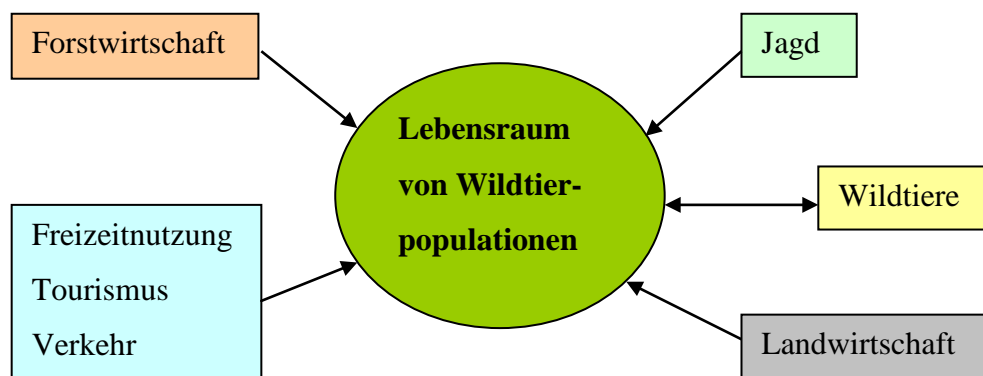 Forstwirtschaft
Jagd
Lebensraum
von Wildtier-
populationen
Wildtiere
Freizeitnutzung
Tourismus
Verkehr
Landwirtschaft